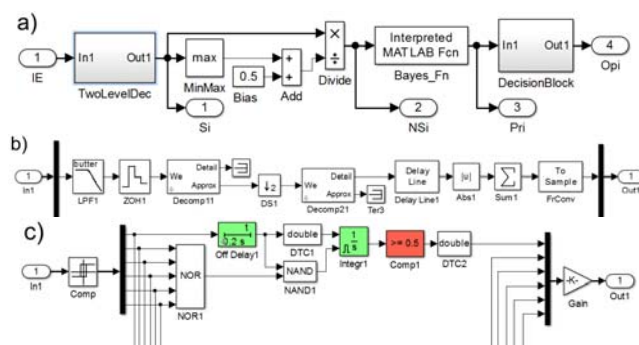 a)
1
IE
In1 Out1
TwoLevelDec
max
MinMax
0.5
Bias
+
+
Add
×
÷
Divide
Interpreted
MATLAB Fcn
Bayes_Fn
In1 Out1
DecisionBlock
4
Opi
1
Si
2
NSi
3
Pri
b)
1
In1
butter
LPF1
ZOH1
We
Detail
Approx
Decomp11
↓2
DS1
We
Detail
Approx
Decomp21
Ter3
Delay
Line
Delay Line1
|u|
Abs1
Σ
Sum1
To
Sample
FrConv
1
Out1
c)
1
In1
Comp
NOR
NOR1
t
0.2 s
Off Delay1
double
DTC1
NAND
NAND1
1
s
Integr1
>= 0.5
Comp1
double
DTC2
-K-
Gain
1
Out1